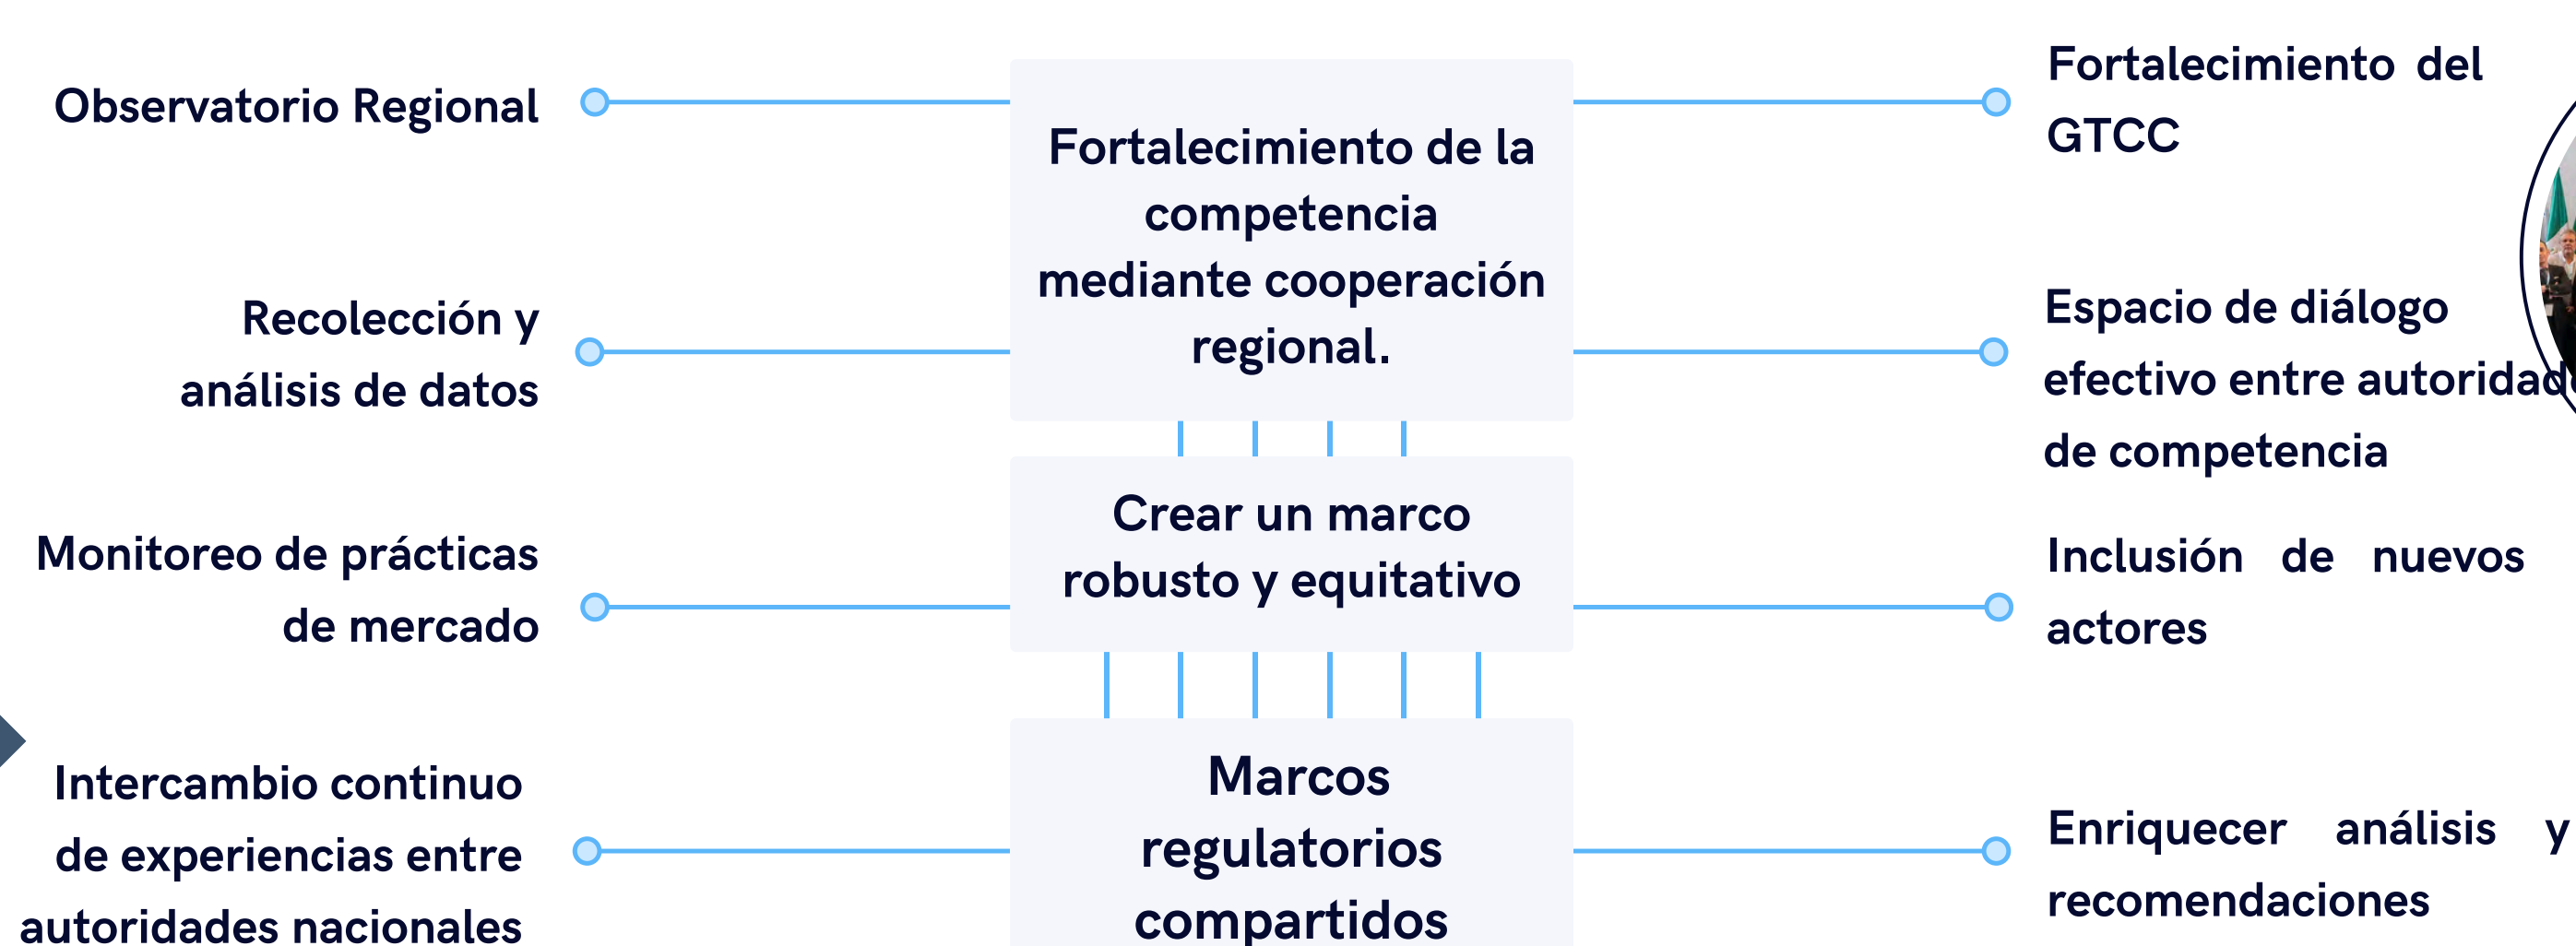 Observatorio Regional
Recolección y
análisis de datos
Monitoreo de prácticas
de mercado
Intercambio continuo
de experiencias entre
autoridades nacionales
Fortalecimiento de la
competencia
mediante cooperación
regional.
Crear un marco
robusto y equitativo
Marcos
regulatorios
compartidos
Fortalecimiento del
GTCC
Espacio de diálogo
efectivo entre
de competencia
Inclusión de nuevos
actores
Enriquecer análisis y
recomendaciones